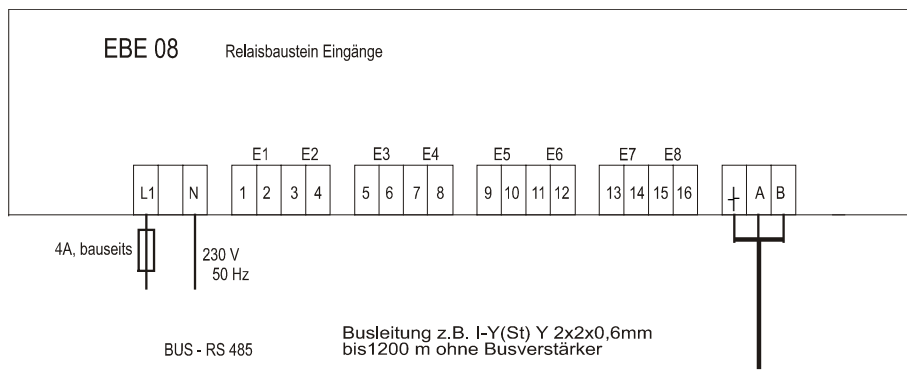 EBE 08 Relaisbaustein Eingänge
E1 E2 E3 E4 E5 E6 E7 E8
L1 N 1 2 3 4 5 6 7 8 9 10 11 12 13 14 15 16 A B
4A, bauseits
230 V
50 Hz
BUS - RS 485
Busleitung z.B. I-Y(St) Y 2x2x0,6mm
bis1200 m ohne Busverstärker